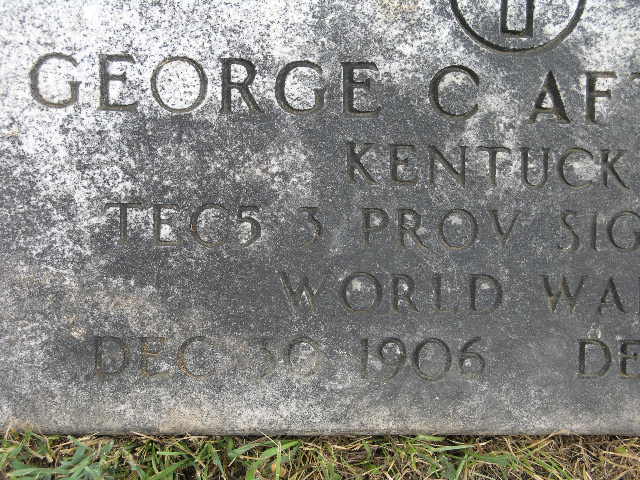 GEORGE C AF
KENTUCK
TEC5 3 PROV SIG
WORLD WA
DEC 30 1906 DE